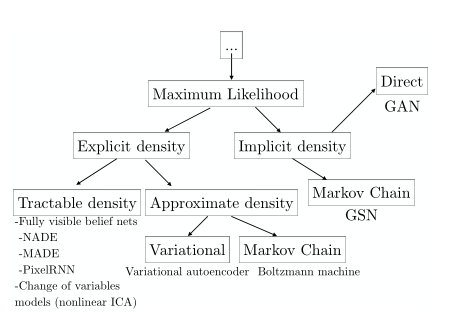 ...
Maximum Likelihood
Direct
GAN
Explicit density
Implicit density
Tractable density
Approximate density
Markov Chain
GSN
-Fully visible belief nets
-NADE
-MADE
-PixelRNN
-Change of variables
models (nonlinear ICA)
Variational
Markov Chain
Variational autoencoder
Boltzmann machine